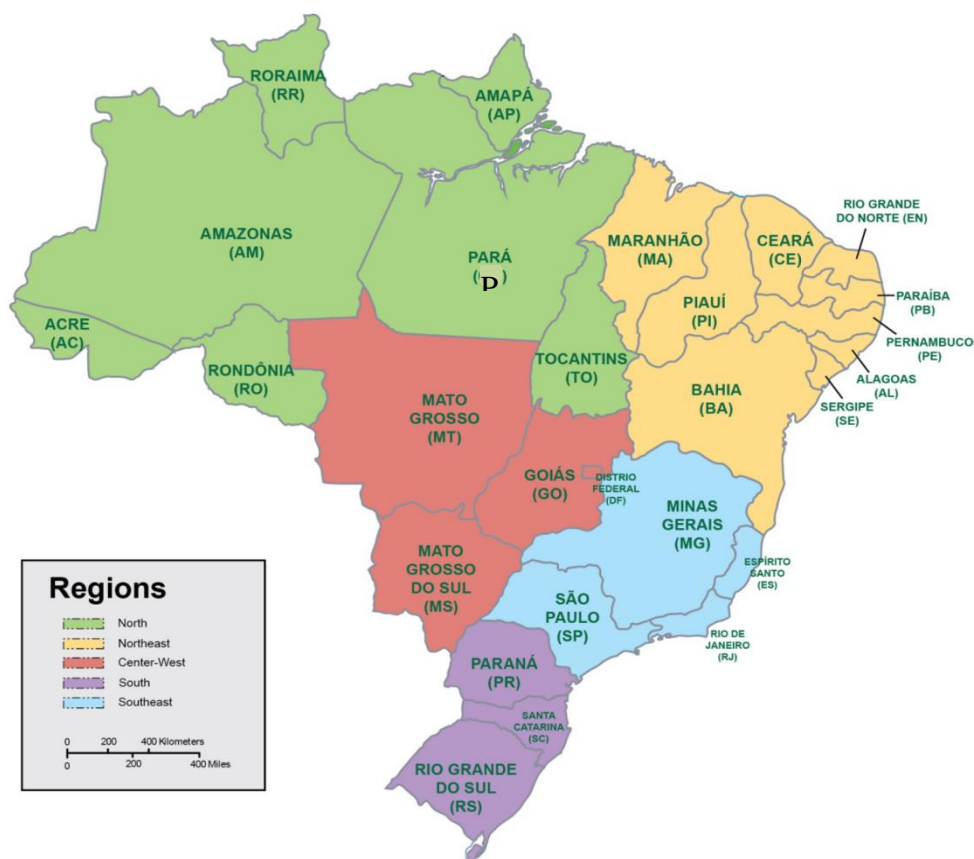 RORAIMA
(RR)
AMAPÁ
(AP)
AMAZONAS
(AM)
PARÁ
P
MARANHÃO
(MA)
CEARÁ
(CE)
RIO GRANDE
DO NORTE (EN)
PIAUÍ
(PI)
PARAÍBA
(PB)
PERNAMBUCO
(PE)
ALAGOAS
(AL)
SERGIPE
(SE)
ACRE
(AC)
RONDÔNIA
(RO)
TOCANTINS
(TO)
BAHIA
(BA)
MATO
GROSSO
(MT)
GOIÁS
(GO)
DISTRIO
FEDERAL
(DF)
MINAS
GERAIS
(MG)
ESPÍRITO
SANTO
(ES)
MATO
GROSSO
DO SUL
(MS)
SÃO
PAULO
(SP)
RIO DE
JANEIRO
(RJ)
PARANÁ
(PR)
SANTA
CATARINA
(SC)
RIO GRANDE
DO SUL
(RS)
Regions
North
Northeast
Center-West
South
Southeast
0 200 400 Kilometers
0 200 400 Miles